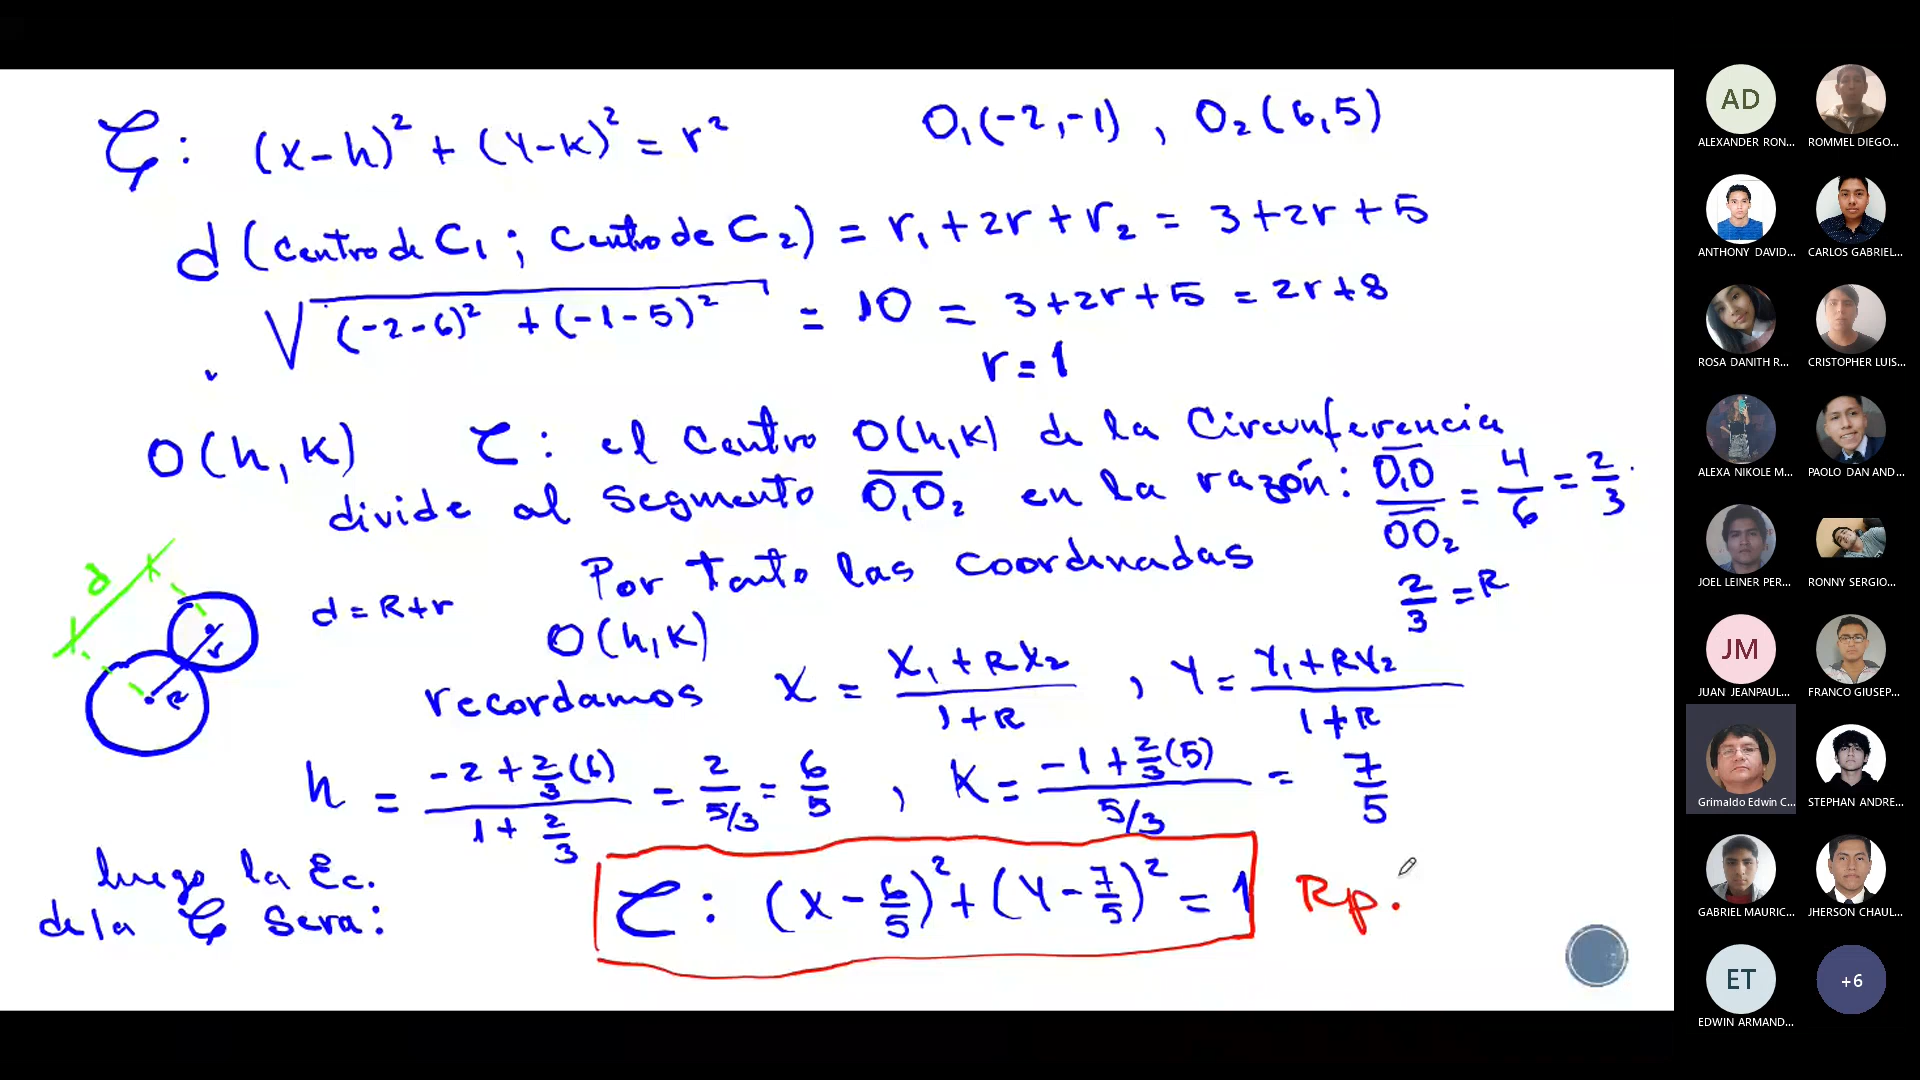 C: (x-h)² + (y-k)² = r²    O₁(-2,-1) , O₂(6,5)
d (centro de C₁ ; centro de C₂) = r₁ + 2r + r₂ = 3 + 2r + 5
√((-2-6)² + (-1-5)²) = 10 = 3+2r+5 = 2r+8
r = 1
O(h,k)    C: el centro O(h,k) de la circunferencia
divide al segmento O₁O₂ en la razón: O₁O/OO₂ = 4/6 = 2/3.
Por tanto las coordinadas
2/3 = R
d
d = R+r
O(h,k)
r
R
recordamos x = (x₁ + Rx₂)/(1+R) , y = (y₁ + Ry₂)/(1+R)
h = (-2 + 2/3(6))/(1 + 2/3) = 2/(5/3) = 6/5 , k = (-1 + 2/3(5))/(5/3) = 7/5
luego la Ec.
de la C sera:
C: (x - 6/5)² + (y - 7/5)² = 1    Rp.
AD
ALEXANDER RON...
ROMMEL DIEGO...
ANTHONY DAVID...
CARLOS GABRIEL...
ROSA DANITH R...
CRISTOPHER LUIS...
ALEXA NIKOLE M...
PAOLO DAN AND...
JOEL LEINER PER...
RONNY SERGIO...
JM
JUAN JEANPAUL...
FRANCO GIUSEP...
Grimaldo Edwin C...
STEPHAN ANDRE...
GABRIEL MAURIC...
JHERSON CHAUL...
ET
EDWIN ARMAND...
+6